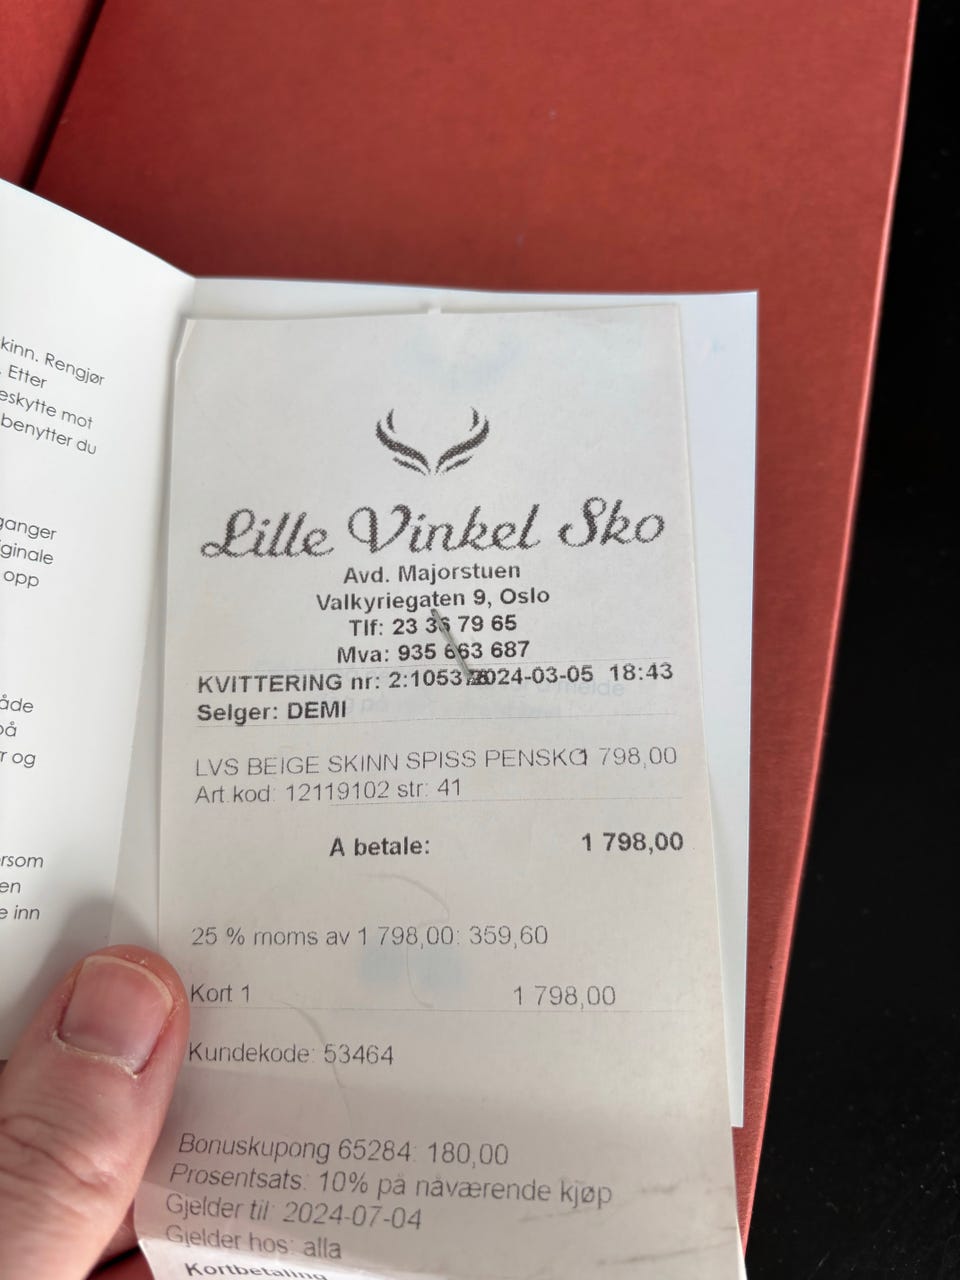 kinn. Rengjør
. Etter
eskytte mot
benytter du
ganger
ginale
opp
åde
på
r og
ersom
en
e inn
Lille Vinkel Sko
Avd. Majorstuen
Valkyriegaten 9, Oslo
Tlf: 23 36 79 65
Mva: 935 663 687
KVITTERING nr: 2:1053 2024-03-05 18:43
Selger: DEMI
LVS BEIGE SKINN SPISS PENSKO 1 798,00
Art.kod: 12119102 str: 41
A betale: 1 798,00
25 % moms av 1 798,00: 359,60
Kort 1 1 798,00
Kundekode: 53464
Bonuskupong 65284: 180,00
Prosentsats: 10% på nåværende kjøp
Gjelder til: 2024-07-04
Gjelder hos: alla
Kortbetaling